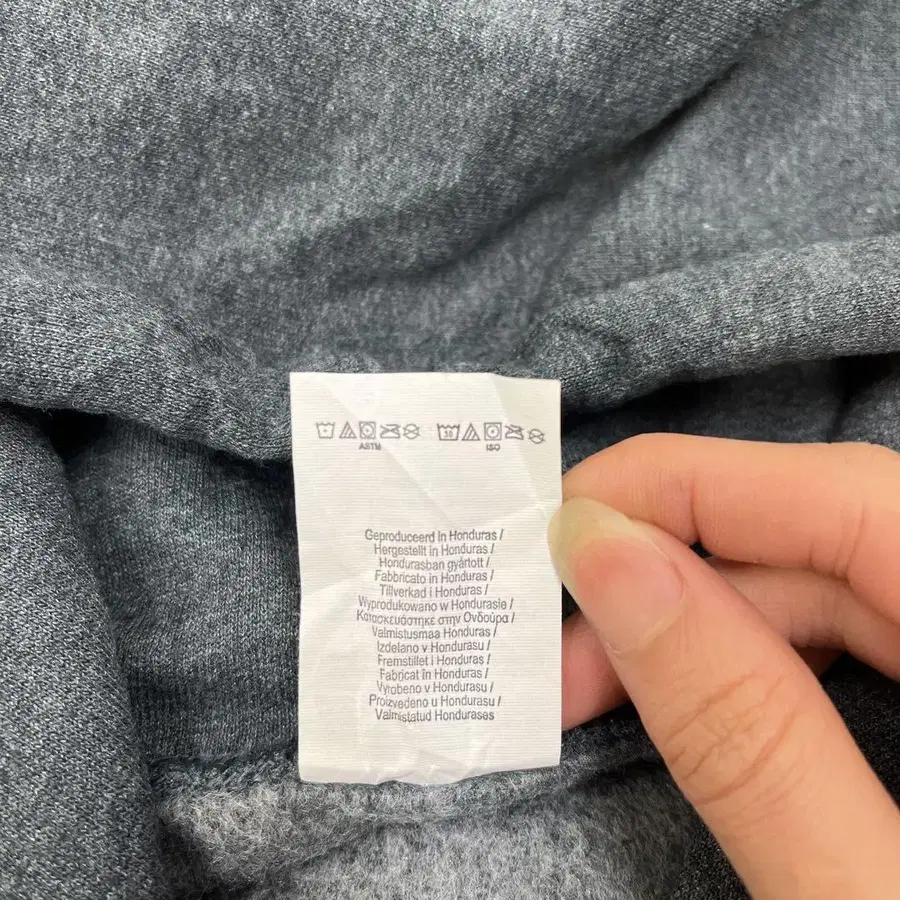 30
ASTM
ISO
Geproduceerd in Honduras /
Hergestellt in Honduras /
Hondurasban gyártott /
Fabbricato in Honduras /
Tillverkad i Honduras /
Wyprodukowano w Hondurasie /
Κατασκευάστηκε στην Ονδούρα /
Valmistusmaa Honduras /
Izdelano v Hondurasu /
Fremstillet i Honduras /
Fabricat în Honduras /
Vyrobeno v Hondurasu /
Proizvedeno u Hondurasu /
Valmistatud Hondurases